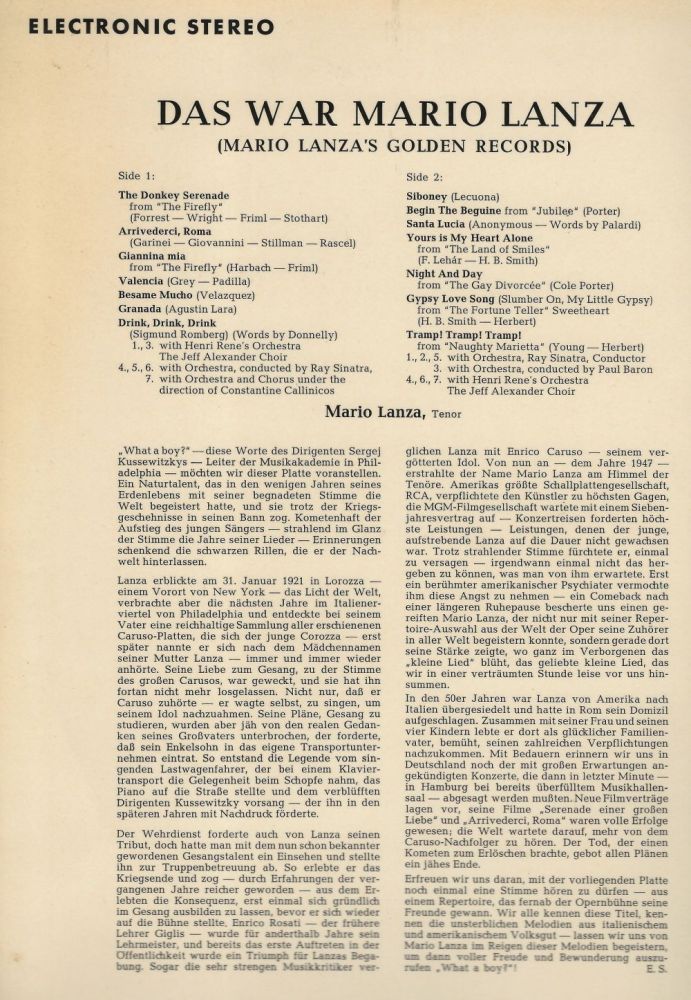 ELECTRONIC STEREO
DAS WAR MARIO LANZA
(MARIO LANZA'S GOLDEN RECORDS)
Side 1:
The Donkey Serenade
from "The Firefly"
(Forrest — Wright — Friml — Stothart)
Arrivederci, Roma
(Garinei — Giovannini — Stillman — Rascel)
Giannina mia
from "The Firefly" (Harbach — Friml)
Valencia (Grey — Padilla)
Besame Mucho (Velazquez)
Granada (Agustin Lara)
Drink, Drink, Drink
(Sigmund Romberg) (Words by Donnelly)
1., 3. with Henri Rene's Orchestra
The Jeff Alexander Choir
4., 5., 6. with Orchestra, conducted by Ray Sinatra,
7. with Orchestra and Chorus under the
direction of Constantine Callinicos
Side 2:
Siboney (Lecuona)
Begin The Beguine from "Jubilee" (Porter)
Santa Lucia (Anonymous — Words by Palardi)
Yours is My Heart Alone
from "The Land of Smiles"
(F. Lehár — H. B. Smith)
Night And Day
from "The Gay Divorcée" (Cole Porter)
Gypsy Love Song (Slumber On, My Little Gypsy)
from "The Fortune Teller" Sweetheart
(H. B. Smith — Herbert)
Tramp! Tramp! Tramp!
from "Naughty Marietta" (Young — Herbert)
1., 2., 5. with Orchestra, Ray Sinatra, Conductor
3. with Orchestra, conducted by Paul Baron
4., 6., 7. with Henri Rene's Orchestra
The Jeff Alexander Choir
Mario Lanza, Tenor
„What a boy?" — diese Worte des Dirigenten Sergej
Kussewitzkys — Leiter der Musikakademie in Phil-
adelphia — möchten wir dieser Platte voranstellen.
Ein Naturtalent, das in den wenigen Jahren seines
Erdenlebens mit seiner begnadeten Stimme die
Welt begeistert hatte, und sie trotz der Kriegs-
geschehnisse in seinen Bann zog. Kometenhaft der
Aufstieg des jungen Sängers — strahlend im Glanz
der Stimme die Jahre seiner Lieder — Erinnerungen
schenkend die schwarzen Rillen, die er der Nach-
welt hinterlassen.
Lanza erblickte am 31. Januar 1921 in Lorozza —
einem Vorort von New York — das Licht der Welt,
verbrachte aber die nächsten Jahre im Italiener-
viertel von Philadelphia und entdeckte bei seinem
Vater eine reichhaltige Sammlung aller erschienenen
Caruso-Platten, die sich der junge Corozza — erst
später nannte er sich nach dem Mädchennamen
seiner Mutter Lanza — immer und immer wieder
anhörte. Seine Liebe zum Gesang, zu der Stimme
des großen Carusos, war geweckt, und sie hat ihn
fortan nicht mehr losgelassen. Nicht nur, daß er
Caruso zuhörte — er wagte selbst, zu singen, um
seinem Idol nachzuahmen. Seine Pläne, Gesang zu
studieren, wurden aber jäh von den realen Gedan-
ken seines Großvaters unterbrochen, der forderte,
daß sein Enkelsohn in das eigene Transportunter-
nehmen eintrat. So entstand die Legende vom sin-
genden Lastwagenfahrer, der bei einem Klavier-
transport die Gelegenheit beim Schopfe nahm, das
Piano auf die Straße stellte und dem verblüfften
Dirigenten Kussewitzky vorsang — der ihn in den
späteren Jahren mit Nachdruck förderte.
Der Wehrdienst forderte auch von Lanza seinen
Tribut, doch hatte man mit dem nun schon bekannter
gewordenen Gesangstalent ein Einsehen und stellte
ihn zur Truppenbetreuung ab. So erlebte er das
Kriegsende und zog — durch Erfahrungen der ver-
gangenen Jahre reicher geworden — aus dem Er-
lebten die Konsequenz, erst einmal sich gründlich
im Gesang ausbilden zu lassen, bevor er sich wieder
auf die Bühne stellte. Enrico Rosati — der frühere
Lehrer Giglis — wurde für anderthalb Jahre sein
Lehrmeister, und bereits das erste Auftreten in der
Öffentlichkeit wurde ein Triumph für Lanzas Bega-
bung. Sogar die sehr strengen Musikkritiker ver-
glichen Lanza mit Enrico Caruso — seinem ver-
götterten Idol. Von nun an — dem Jahre 1947 —
erstrahlte der Name Mario Lanza am Himmel der
Tenöre. Amerikas größte Schallplattengesellschaft,
RCA, verpflichtete den Künstler zu höchsten Gagen,
die MGM-Filmgesellschaft wartete mit einem Sieben-
jahresvertrag auf — Konzertreisen forderten höch-
ste Leistungen — Leistungen, denen der junge,
aufstrebende Lanza auf die Dauer nicht gewachsen
war. Trotz strahlender Stimme fürchtete er, einmal
zu versagen — irgendwann einmal nicht das her-
geben zu können, was man von ihm erwartete. Erst
ein berühmter amerikanischer Psychiater vermochte
ihm diese Angst zu nehmen — ein Comeback nach
einer längeren Ruhepause bescherte uns einen ge-
reiften Mario Lanza, der nicht nur mit seiner Reper-
toire-Auswahl aus der Welt der Oper seine Zuhörer
in aller Welt begeistern konnte, sondern gerade dort
seine Stärke zeigte, wo ganz im Verborgenen das
„kleine Lied" blüht, das geliebte kleine Lied, das
wir in einer verträumten Stunde leise vor uns hin-
summen.
In den 50er Jahren war Lanza von Amerika nach
Italien übergesiedelt und hatte in Rom sein Domizil
aufgeschlagen. Zusammen mit seiner Frau und seinen
vier Kindern lebte er dort als glücklicher Familien-
vater, bemüht, seinen zahlreichen Verpflichtungen
nachzukommen. Mit Bedauern erinnern wir uns in
Deutschland noch der mit großen Erwartungen an-
gekündigten Konzerte, die dann in letzter Minute —
in Hamburg bei bereits überfülltem Musikhallen-
saal — abgesagt werden mußten. Neue Filmverträge
lagen vor, seine Filme „Serenade einer großen
Liebe" und „Arrivederci, Roma" waren volle Erfolge
gewesen; die Welt wartete darauf, mehr von dem
Caruso-Nachfolger zu hören. Der Tod, der einen
Kometen zum Erlöschen brachte, gebot allen Plänen
ein jähes Ende.
Erfreuen wir uns daran, mit der vorliegenden Platte
noch einmal eine Stimme hören zu dürfen — aus
einem Repertoire, das fernab der Opernbühne seine
Freunde gewann. Wir alle kennen diese Titel, ken-
nen die unsterblichen Melodien aus italienischem
und amerikanischem Volksgut — lassen wir uns von
Mario Lanza im Reigen dieser Melodien begeistern,
um dann voller Freude und Bewunderung auszu-
rufen „What a boy?"!
E. S.